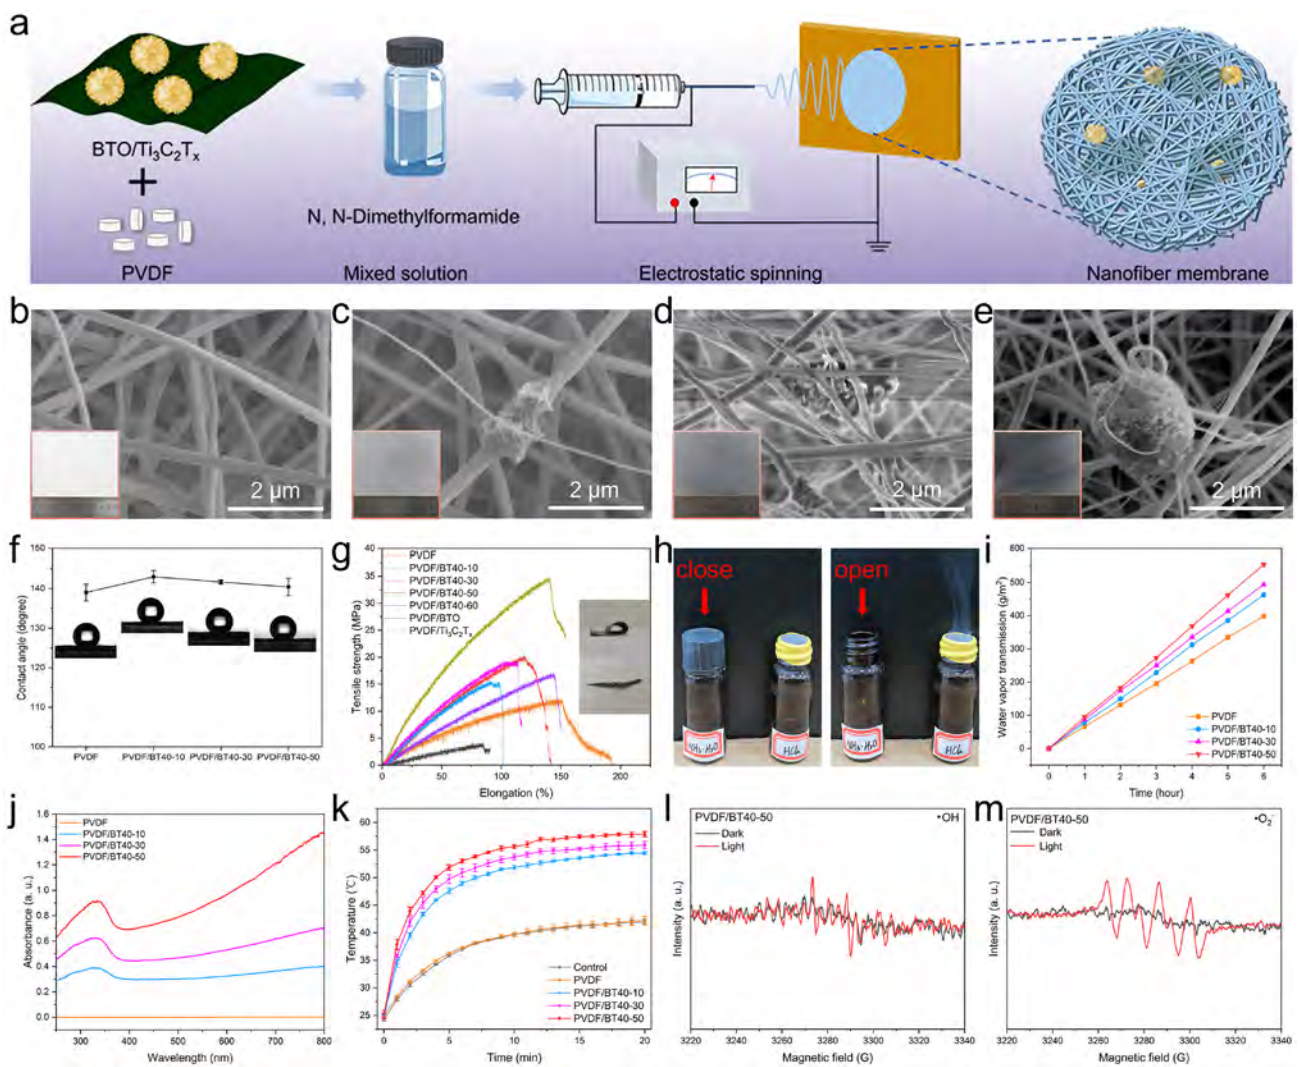 a
BTO/Ti₃C₂Tₓ
PVDF
N, N-Dimethylformamide
Mixed solution
Electrostatic spinning
Nanofiber membrane
b
2 μm
c
2 μm
d
2 μm
e
2 μm
f
Contact angle (degree)
150
140
130
120
110
100
PVDF
PVDF/BT40-10
PVDF/BT40-30
PVDF/BT40-50
g
Tensile strength (MPa)
40
35
30
25
20
15
10
5
0
PVDF
PVDF/BT40-10
PVDF/BT40-30
PVDF/BT40-50
PVDF/BT40-60
PVDF/BTO
PVDF/Ti₃C₂Tₓ
0
50
100
150
200
Elongation (%)
h
close
open
NH₃·H₂O
HCl
NH₃·H₂O
HCl
i
Water vapor transmission (g/m²)
600
500
400
300
200
100
0
PVDF
PVDF/BT40-10
PVDF/BT40-30
PVDF/BT40-50
0
1
2
3
4
5
6
Time (hour)
j
Absorbance (a. u.)
1.6
1.4
1.2
1.0
0.8
0.6
0.4
0.2
0.0
PVDF
PVDF/BT40-10
PVDF/BT40-30
PVDF/BT40-50
300
400
500
600
700
800
Wavelength (nm)
k
Temperature (℃)
60
55
50
45
40
35
30
25
Control
PVDF
PVDF/BT40-10
PVDF/BT40-30
PVDF/BT40-50
0
5
10
15
20
Time (min)
l
PVDF/BT40-50
•OH
Dark
Light
Intensity (a. u.)
3220
3240
3260
3280
3300
3320
3340
Magnetic field (G)
m
PVDF/BT40-50
•O₂⁻
Dark
Light
Intensity (a. u.)
3220
3240
3260
3280
3300
3320
3340
Magnetic field (G)